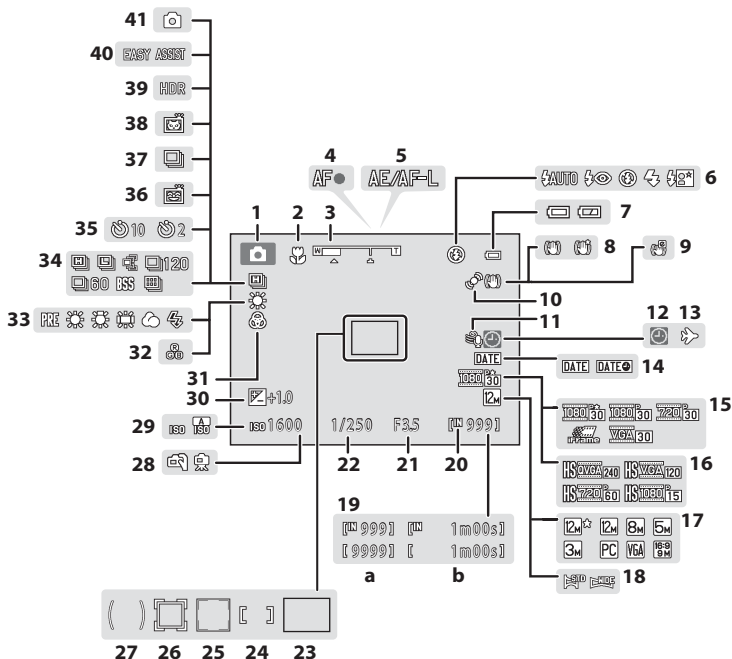 41
40 EASY ASSIST
39 HDR
38
37
4 5
36 AF AE/AF-L
AUTO 6
35 10 2
1 2 3
7
34 120
W T
8 9
60 BSS
10
33 PRE
11 12 13
32
DATE DATE DATE 14
31
1080 30
30 +1.0 12M 1080 30 1080 30 720 30 15
iFrame VGA 30
29 ISO A ISO ISO 1600 1/250 F3.5 [IN 999]
28 22 21 20 HS QVGA 240 HS VGA 120 16
HS 720 60 HS 1080 15
19
[IN 999] [IN 1m00s] 12M 12M 8M 5M 17
[ 9999] [ 1m00s] 3M PC VGA 16:9 9M
a b
STD WIDE 18
27 26 25 24 23